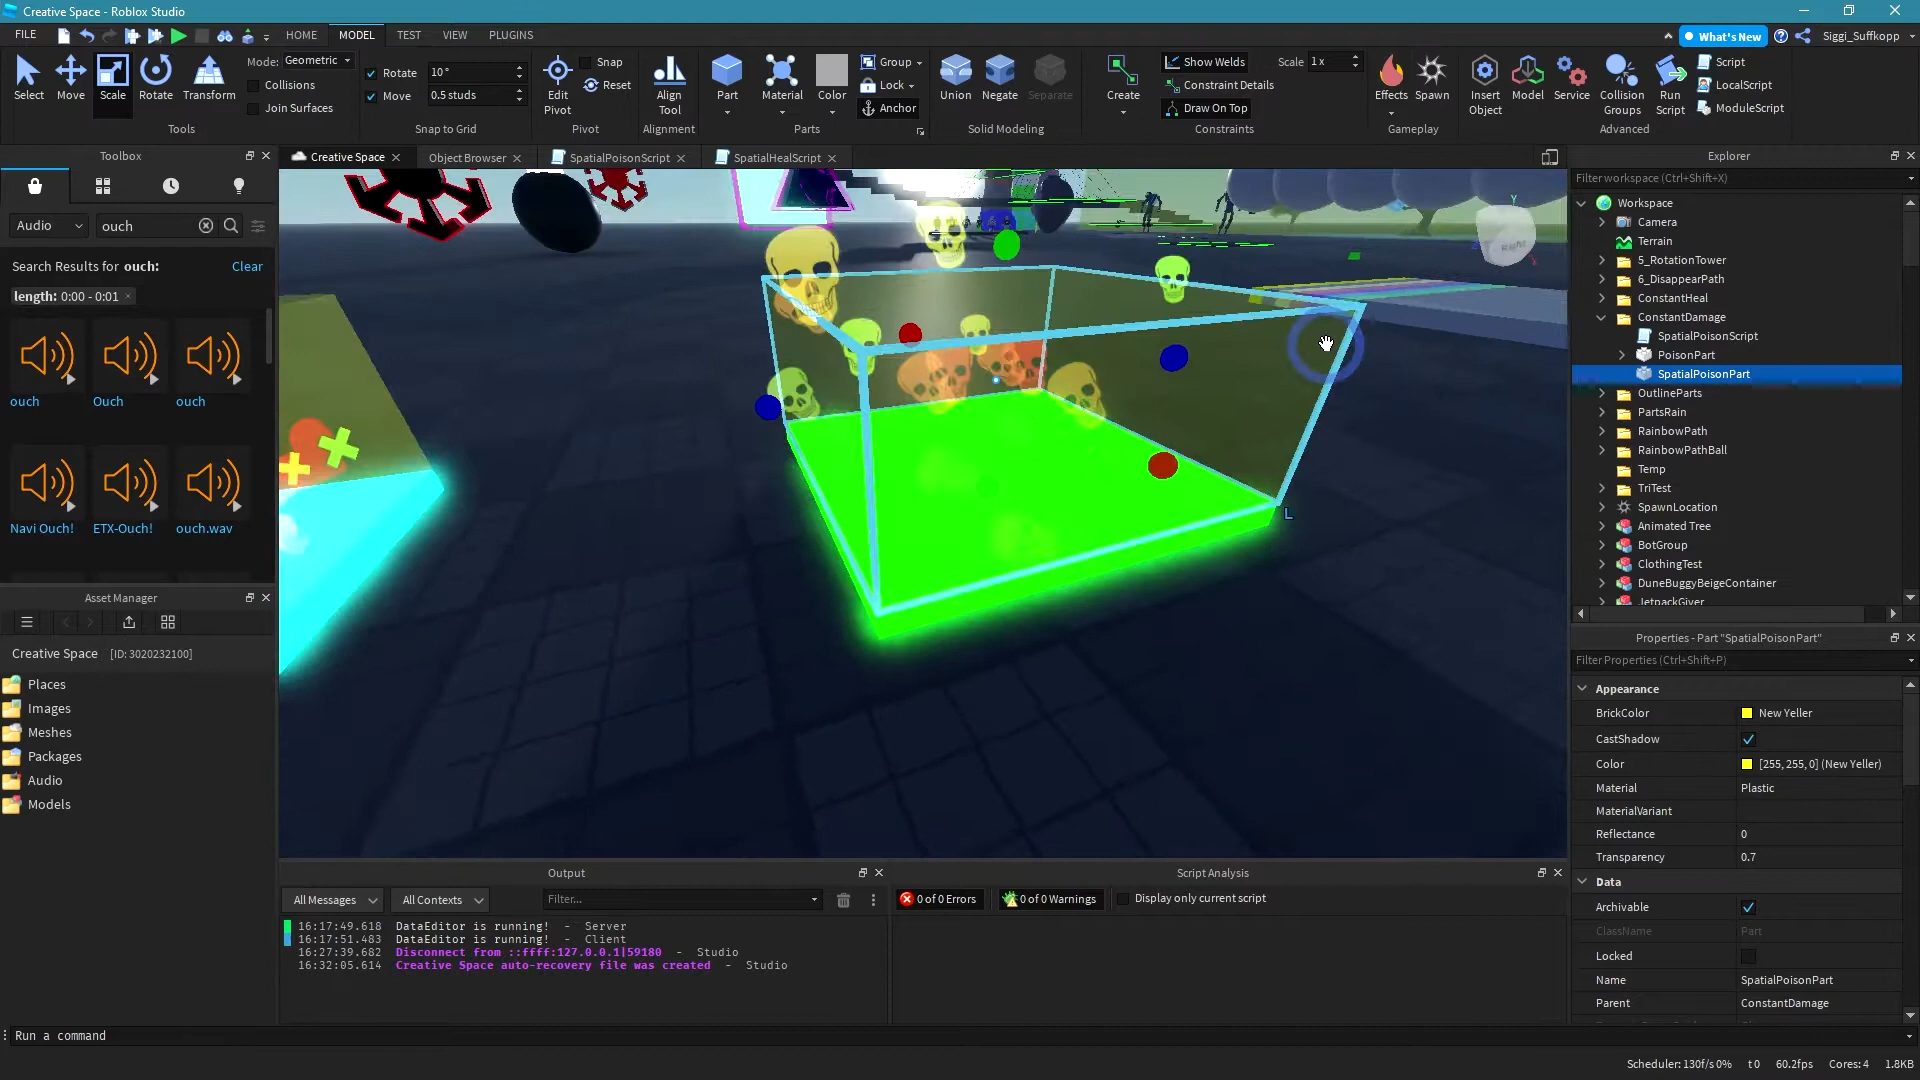 Creative Space - Roblox Studio
FILE HOME MODEL TEST VIEW PLUGINS What's New Siggi_Suffkopp
Select Move Scale Rotate Transform
Mode: Geometric
Collisions
Join Surfaces
Tools
Rotate 10°
Move 0.5 studs
Snap to Grid
Edit Pivot
Snap
Reset
Pivot
Align Tool
Alignment
Part Material Color
Group
Lock
Anchor
Parts
Union Negate Separate
Solid Modeling
Create
Show Welds
Constraint Details
Draw On Top
Scale 1x
Constraints
Effects Spawn
Gameplay
Insert Object
Model
Service
Collision Groups
Run Script
Script
LocalScript
ModuleScript
Advanced
Toolbox
Audio ouch
Search Results for ouch: Clear
length: 0:00 - 0:01 ×
ouch Ouch ouch
Navi Ouch! ETX-Ouch! ouch.wav
Asset Manager
Creative Space [ID: 3020232100]
Places
Images
Meshes
Packages
Audio
Models
Creative Space Object Browser SpatialPoisonScript SpatialHealScript
Y
Right
L
Output
All Messages All Contexts Filter...
16:17:49.618 DataEditor is running! - Server
16:17:51.483 DataEditor is running! - Client
16:27:39.682 Disconnect from ::ffff:127.0.0.1|59180 - Studio
16:32:05.614 Creative Space auto-recovery file was created - Studio
Script Analysis
0 of 0 Errors 0 of 0 Warnings Display only current script
Explorer
Filter workspace (Ctrl+Shift+X)
Workspace
Camera
Terrain
5_RotationTower
6_DisappearPath
ConstantHeal
ConstantDamage
SpatialPoisonScript
PoisonPart
SpatialPoisonPart
OutlineParts
PartsRain
RainbowPath
RainbowPathBall
Temp
TriTest
SpawnLocation
Animated Tree
BotGroup
ClothingTest
DuneBuggyBeigeContainer
JetpackGiver
Properties - Part "SpatialPoisonPart"
Filter Properties (Ctrl+Shift+P)
Appearance
BrickColor New Yeller
CastShadow
Color [255, 255, 0] (New Yeller)
Material Plastic
MaterialVariant
Reflectance 0
Transparency 0.7
Data
Archivable
ClassName Part
Locked
Name SpatialPoisonPart
Parent ConstantDamage
Run a command
Scheduler: 130f/s 0% t 0 60.2fps Cores: 4 1.8KB